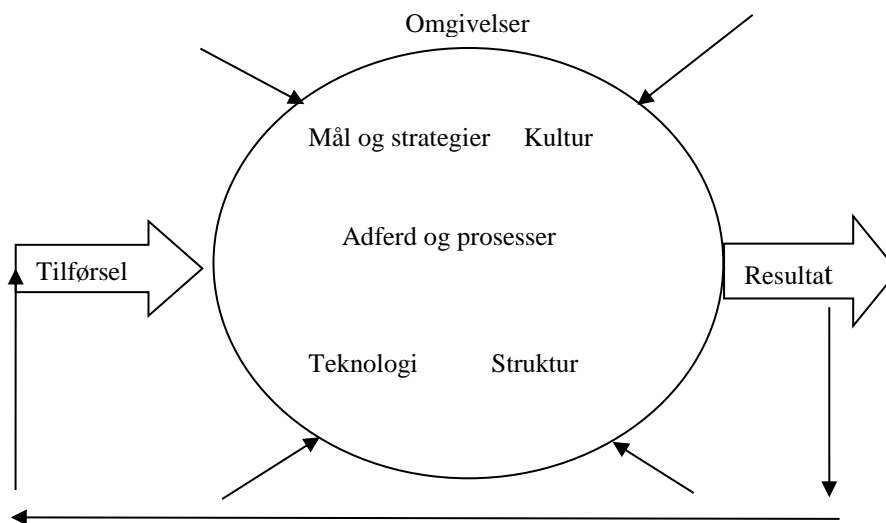 Omgivelser
Mål og strategier Kultur
Adferd og prosesser
Tilførsel
Resultat
Teknologi Struktur